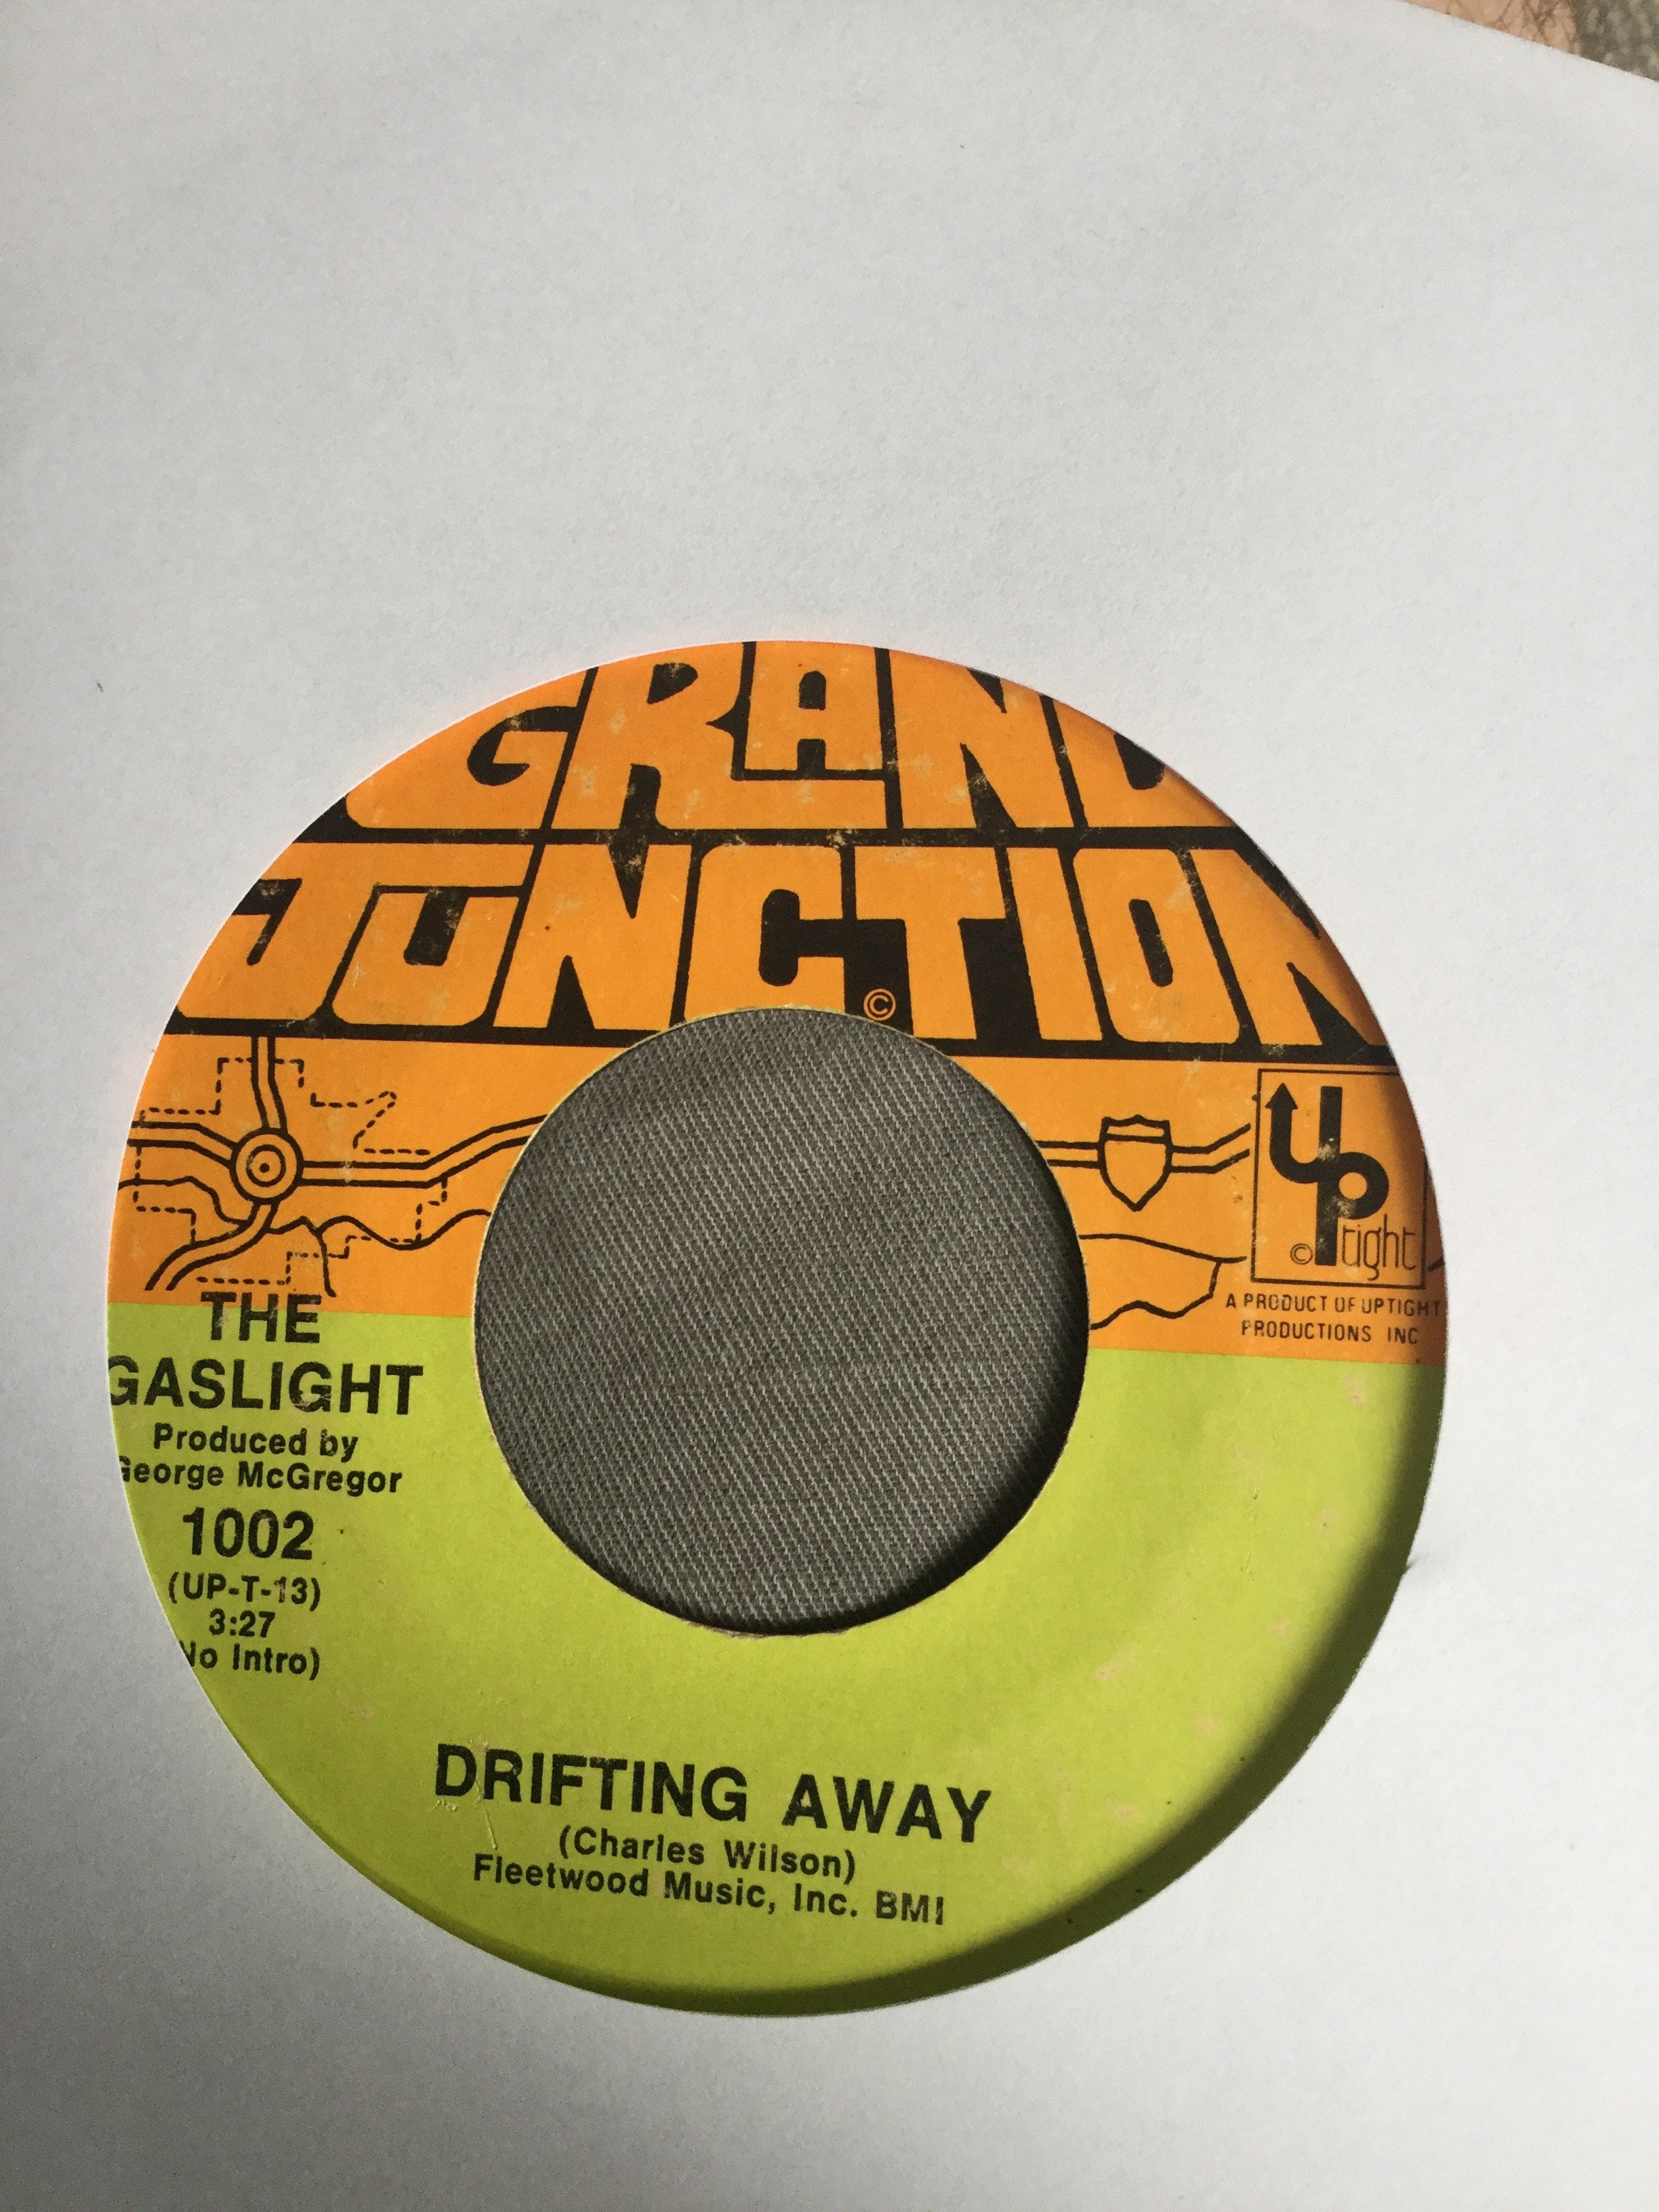 GRAND
JUNCTION
©
UP
© tight
A PRODUCT OF UPTIGHT
PRODUCTIONS INC
THE
GASLIGHT
Produced by
George McGregor
1002
(UP-T-13)
3:27
No Intro)
DRIFTING AWAY
(Charles Wilson)
Fleetwood Music, Inc. BMI